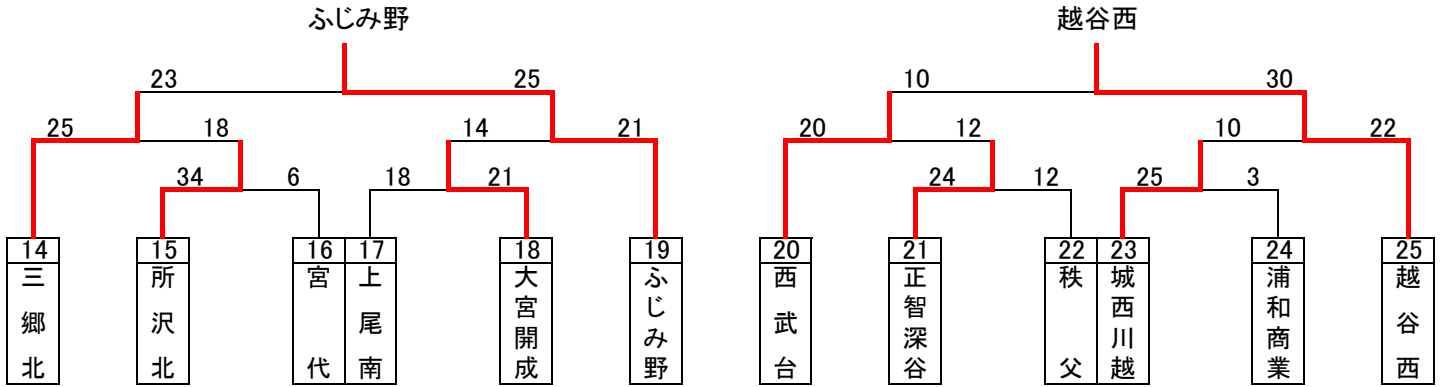 ふじみ野 越谷西
23 25 10 30
25 18 14 21 20 12 10 22
34 6 18 21 24 12 25 3
14 15 16 17 18 19 20 21 22 23 24 25
三郷北
所沢北
宮代
上尾南
大宮開成
ふじみ野
西武台
正智深谷
秩父
城西川越
浦和商業
越谷西